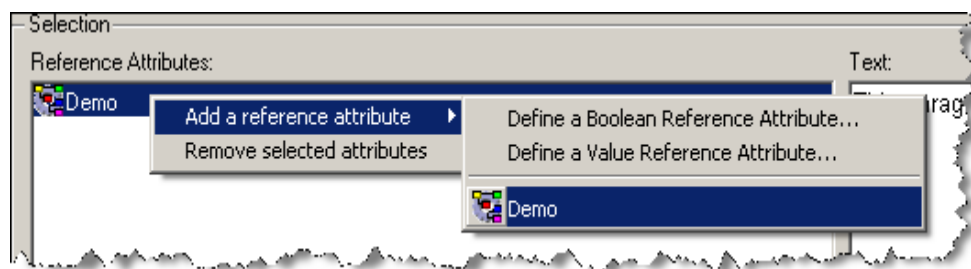 Selection
Reference Attributes:
Text:
Demo
Add a reference attribute
Remove selected attributes
Define a Boolean Reference Attribute...
Define a Value Reference Attribute...
Demo